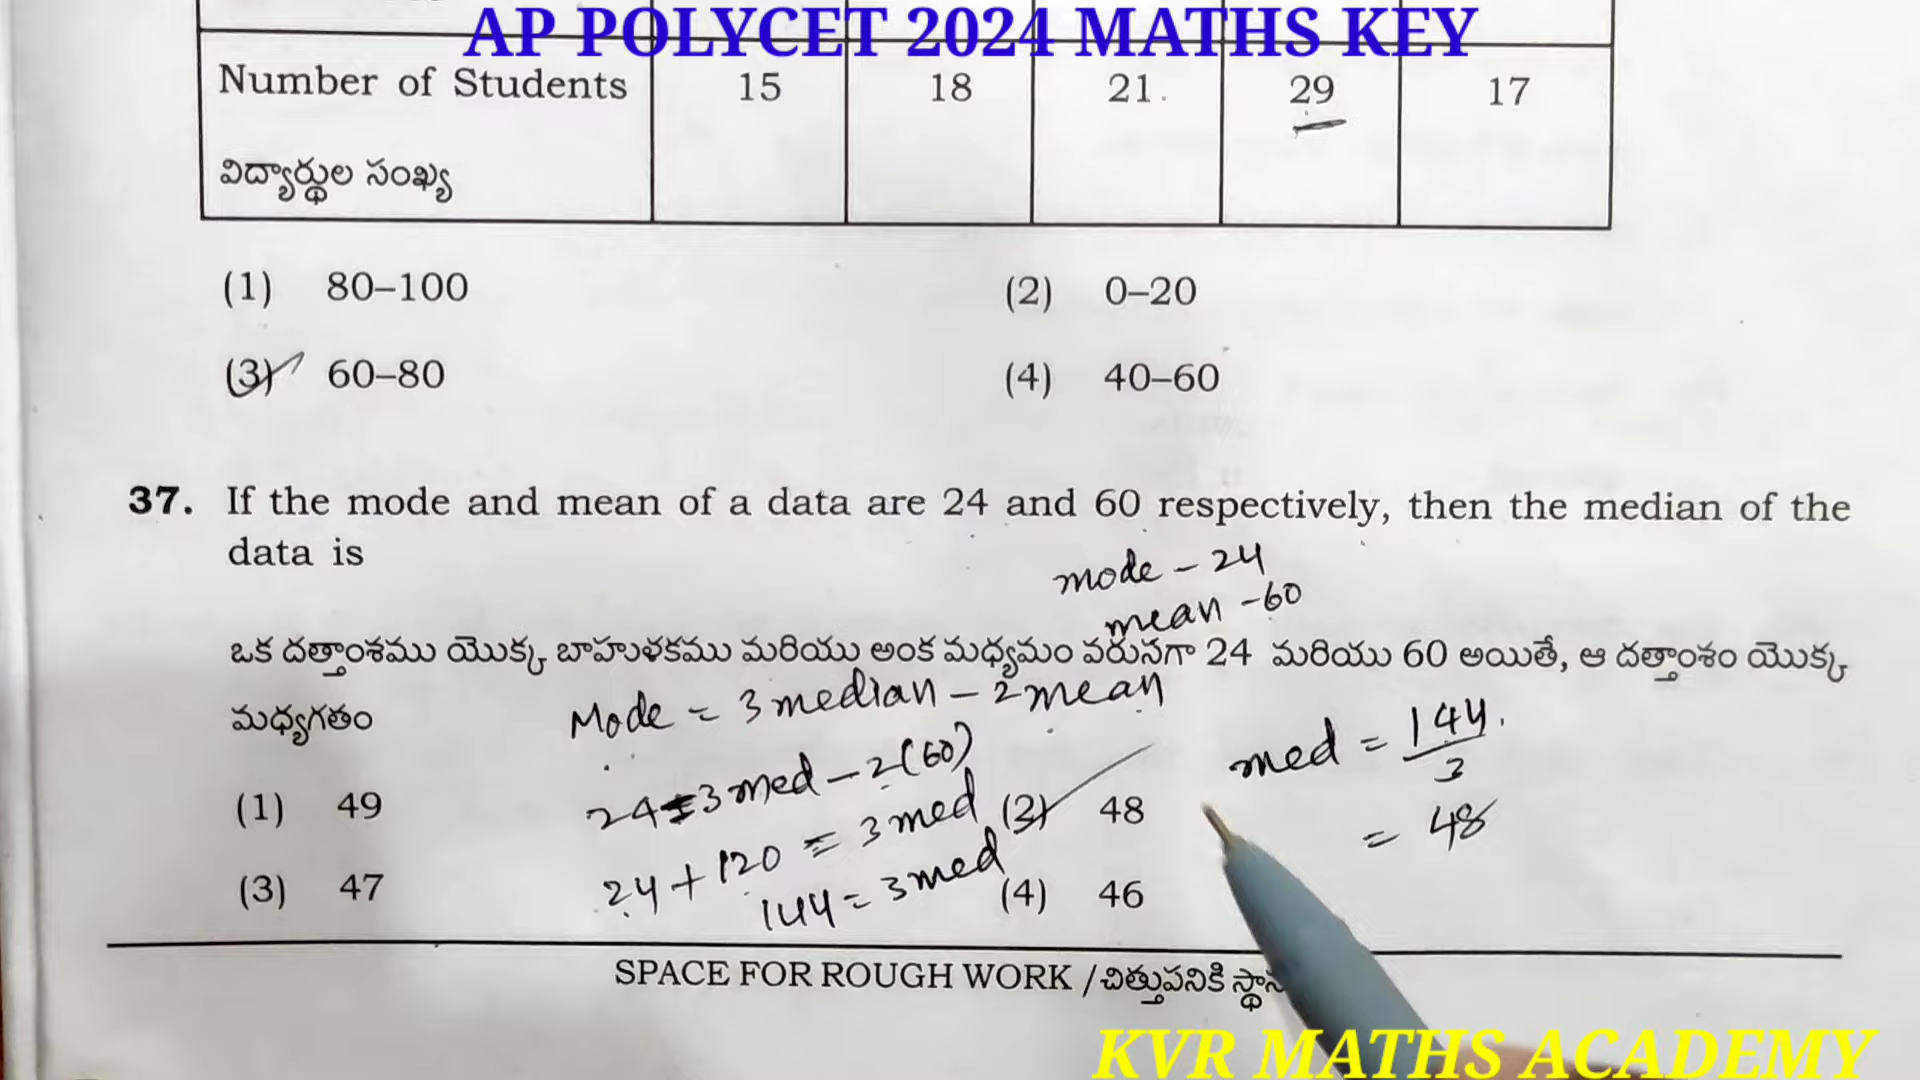 AP POLYCET 2024 MATHS KEY
Number of Students 15 18 21 29 17
విద్యార్థుల సంఖ్య
(1) 80–100 (2) 0–20
(3) 60–80 (4) 40–60
37. If the mode and mean of a data are 24 and 60 respectively, then the median of the
data is
mode - 24
mean - 60
ఒక దత్తాంశము యొక్క బాహుళకము మరియు అంక మధ్యమం వరుసగా 24 మరియు 60 అయితే, ఆ దత్తాంశం యొక్క
మధ్యగతం
Mode = 3 median - 2 mean
24 = 3 med - 2(60)
24 + 120 = 3 med
144 = 3 med
med = 144/3
= 48
(1) 49 (2) 48
(3) 47 (4) 46
SPACE FOR ROUGH WORK / చిత్తుపనికి
KVR MATHS ACADEMY